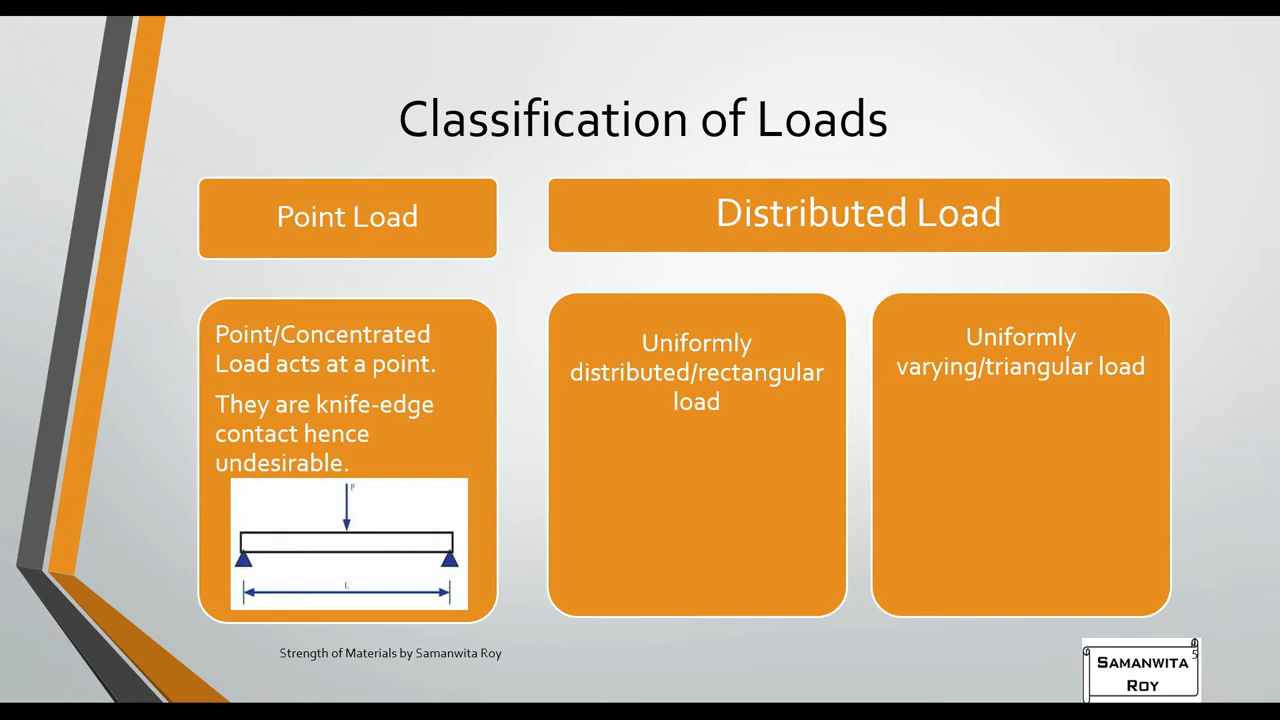 Classification of Loads
Point Load
Distributed Load
Point/Concentrated
Load acts at a point.
They are knife-edge
contact hence
undesirable.
P
L
Uniformly
distributed/rectangular
load
Uniformly
varying/triangular load
Strength of Materials by Samanwita Roy
5
SAMANWITA
ROY